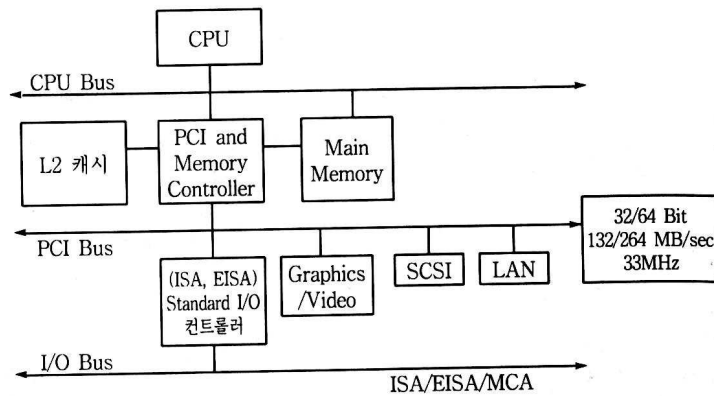 CPU
CPU Bus
L2 캐시
PCI and
Memory
Controller
Main
Memory
PCI Bus
32/64 Bit
132/264 MB/sec
33MHz
(ISA, EISA)
Standard I/O
컨트롤러
Graphics
/Video
SCSI
LAN
I/O Bus
ISA/EISA/MCA